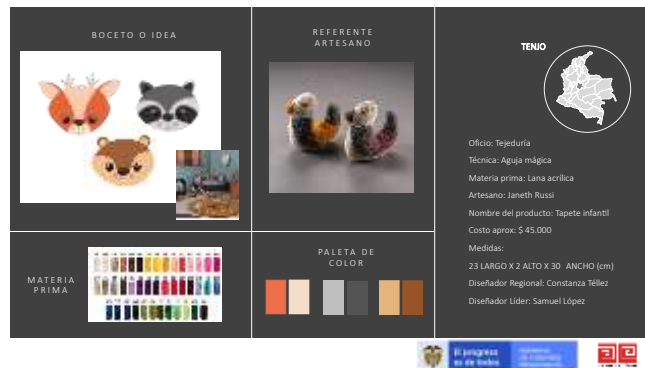 BOCETO O IDEA
REFERENTE
ARTESANO
TENJO
Oficio: Tejeduría
Técnica: Aguja mágica
Materia prima: Lana acrílica
Artesano: Janeth Russi
Nombre del producto: Tapete infantil
Costo aprox: $ 45.000
Medidas:
23 LARGO X 2 ALTO X 30 ANCHO (cm)
Diseñador Regional: Constanza Téllez
Diseñador Líder: Samuel López
MATERIA
PRIMA
PALETA DE
COLOR
El progreso
es de todos